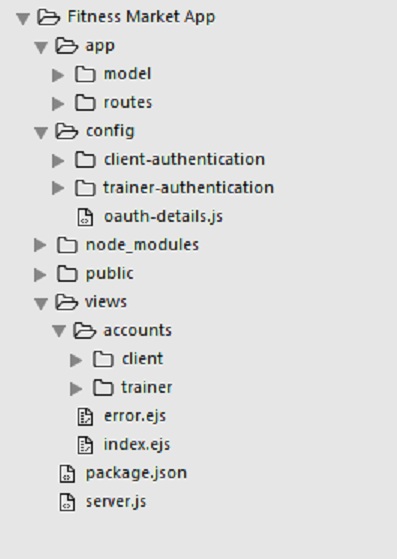 Fitness Market App
app
model
routes
config
client-authentication
trainer-authentication
oauth-details.js
node_modules
public
views
accounts
client
trainer
error.ejs
index.ejs
package.json
server.js